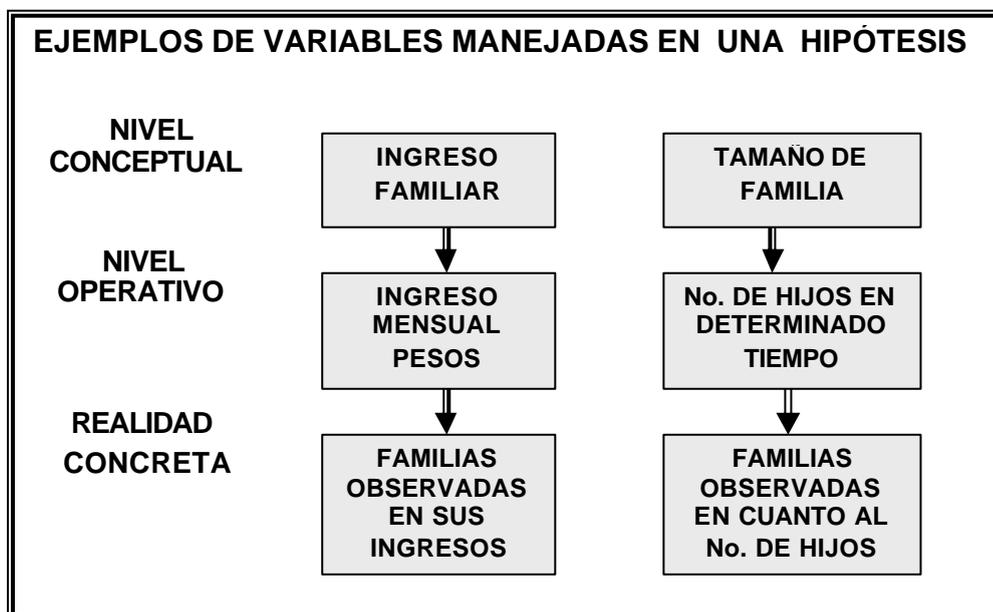 EJEMPLOS DE VARIABLES MANEJADAS EN UNA HIPÓTESIS
NIVEL
CONCEPTUAL
INGRESO
FAMILIAR
TAMAÑO DE
FAMILIA
NIVEL
OPERATIVO
INGRESO
MENSUAL
PESOS
No. DE HIJOS EN
DETERMINADO
TIEMPO
REALIDAD
CONCRETA
FAMILIAS
OBSERVADAS
EN SUS
INGRESOS
FAMILIAS
OBSERVADAS
EN CUANTO AL
No. DE HIJOS